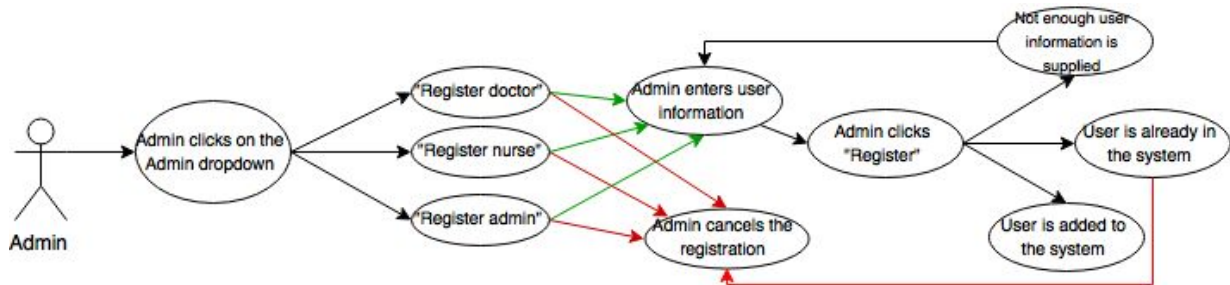 Admin
Admin clicks on the
Admin dropdown
"Register doctor"
"Register nurse"
"Register admin"
Admin enters user
information
Admin cancels the
registration
Admin clicks
"Register"
Not enough user
information is
supplied
User is already in
the system
User is added to
the system